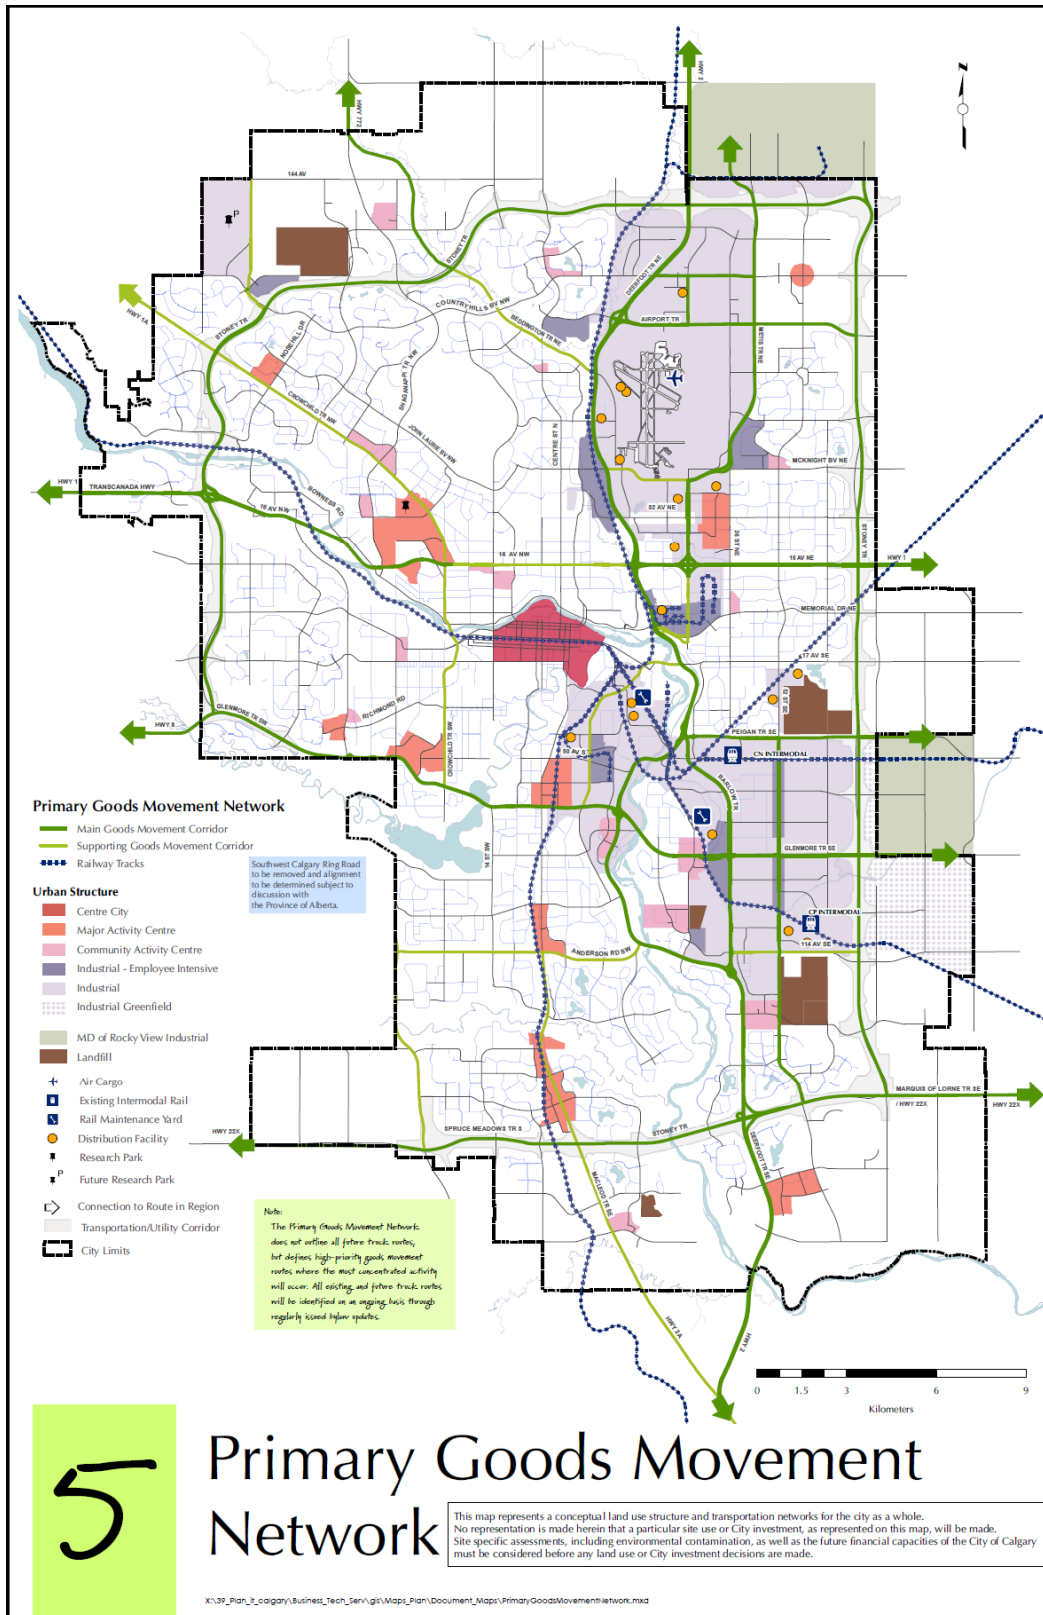 HWY 2
HWY 772
144 AV
P
STONEY TR
DEERFOOT TR NE
HWY 1A
COUNTRY HILLS BV NW
BEDDINGTON TR NE
AIRPORT TR
STONEY TR
NOSEHILL DR
METIS TR NE
SHAGANAPPI TR NW
CROWCHILD TR NW
JOHN LAURIE BV NW
CENTRE ST N
MCKNIGHT BV NE
HWY 1
TRANSCANADA HWY
BOWNESS RD
16 AV NW
52 AV NE
36 ST NE
STONEY TR
16 AV NW
16 AV NE
HWY 1
MEMORIAL DR NE
17 AV SE
52 ST SE
RICHMOND RD
GLENMORE TR SW
HWY 8
CROWCHILD TR SW
PEIGAN TR SE
50 AV S
CN INTERMODAL
BARLOW TR
14 ST SW
GLENMORE TR SE
CP INTERMODAL
114 AV SE
ANDERSON RD SW
MARQUIS OF LORNE TR SE
/ HWY 22X
HWY 22X
HWY 22X
SPRUCE MEADOWS TR S
STONEY TR
DEERFOOT TR SE
MACLEOD TR SE
HWY 2A
HWY 2
Primary Goods Movement Network
Main Goods Movement Corridor
Supporting Goods Movement Corridor
Railway Tracks
Southwest Calgary Ring Road
to be removed and alignment
to be determined subject to
discussion with
the Province of Alberta.
Urban Structure
Centre City
Major Activity Centre
Community Activity Centre
Industrial - Employee Intensive
Industrial
Industrial Greenfield
MD of Rocky View Industrial
Landfill
Air Cargo
Existing Intermodal Rail
Rail Maintenance Yard
Distribution Facility
Research Park
P
Future Research Park
Connection to Route in Region
Transportation/Utility Corridor
City Limits
Note:
The Primary Goods Movement Network
does not outline all future truck routes,
but defines high-priority goods movement
routes where the most concentrated activity
will occur. All existing and future truck routes
will be identified on an ongoing basis through
regularly issued bylaw updates.
0 1.5 3 6 9
Kilometers
5
Primary Goods Movement
Network
This map represents a conceptual land use structure and transportation networks for the city as a whole.
No representation is made herein that a particular site use or City investment, as represented on this map, will be made.
Site specific assessments, including environmental contamination, as well as the future financial capacities of the City of Calgary
must be considered before any land use or City investment decisions are made.
X:\39_Plan_it_calgary\Business_Tech_Serv\gis\Maps_Plan\Document_Maps\PrimaryGoodsMovementNetwork.mxd